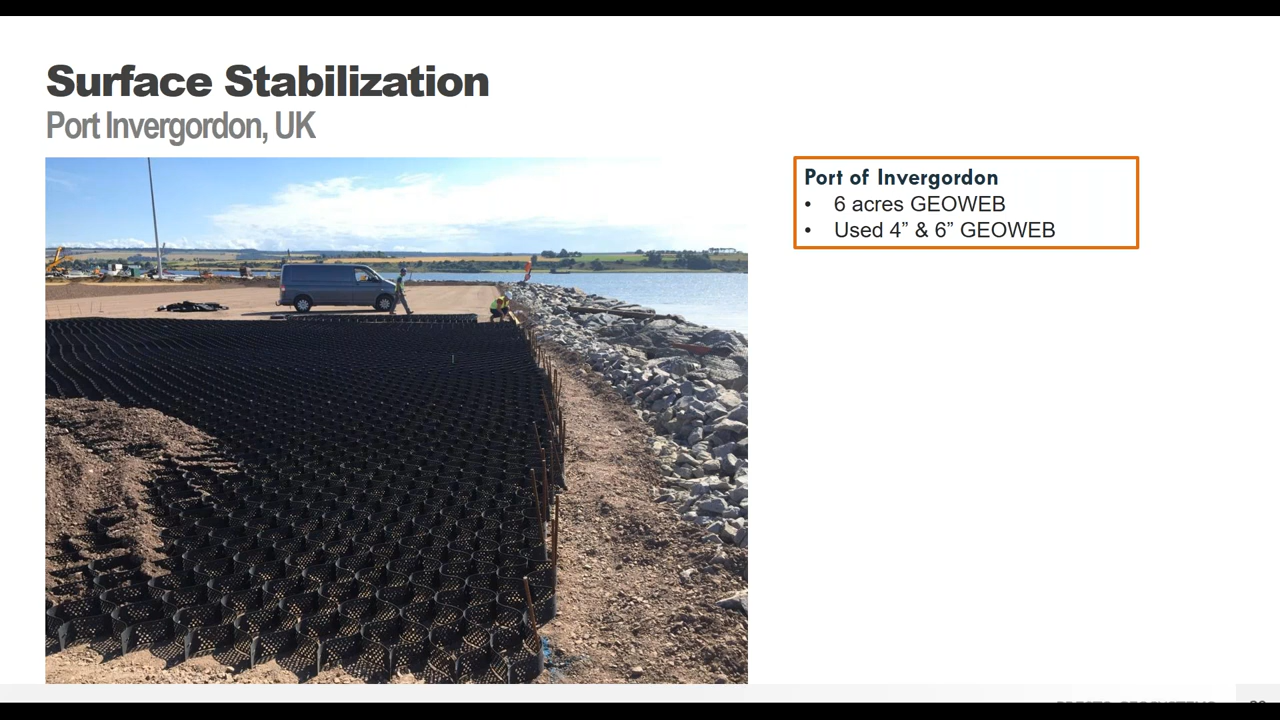 Surface Stabilization
Port Invergordon, UK
Port of Invergordon
• 6 acres GEOWEB
• Used 4” & 6” GEOWEB